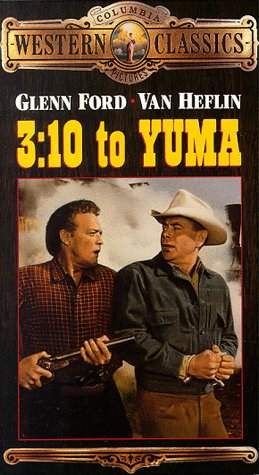 COLUMBIA
WESTERN CLASSICS
PICTURES
GLENN FORD • VAN HEFLIN
3:10 to YUMA